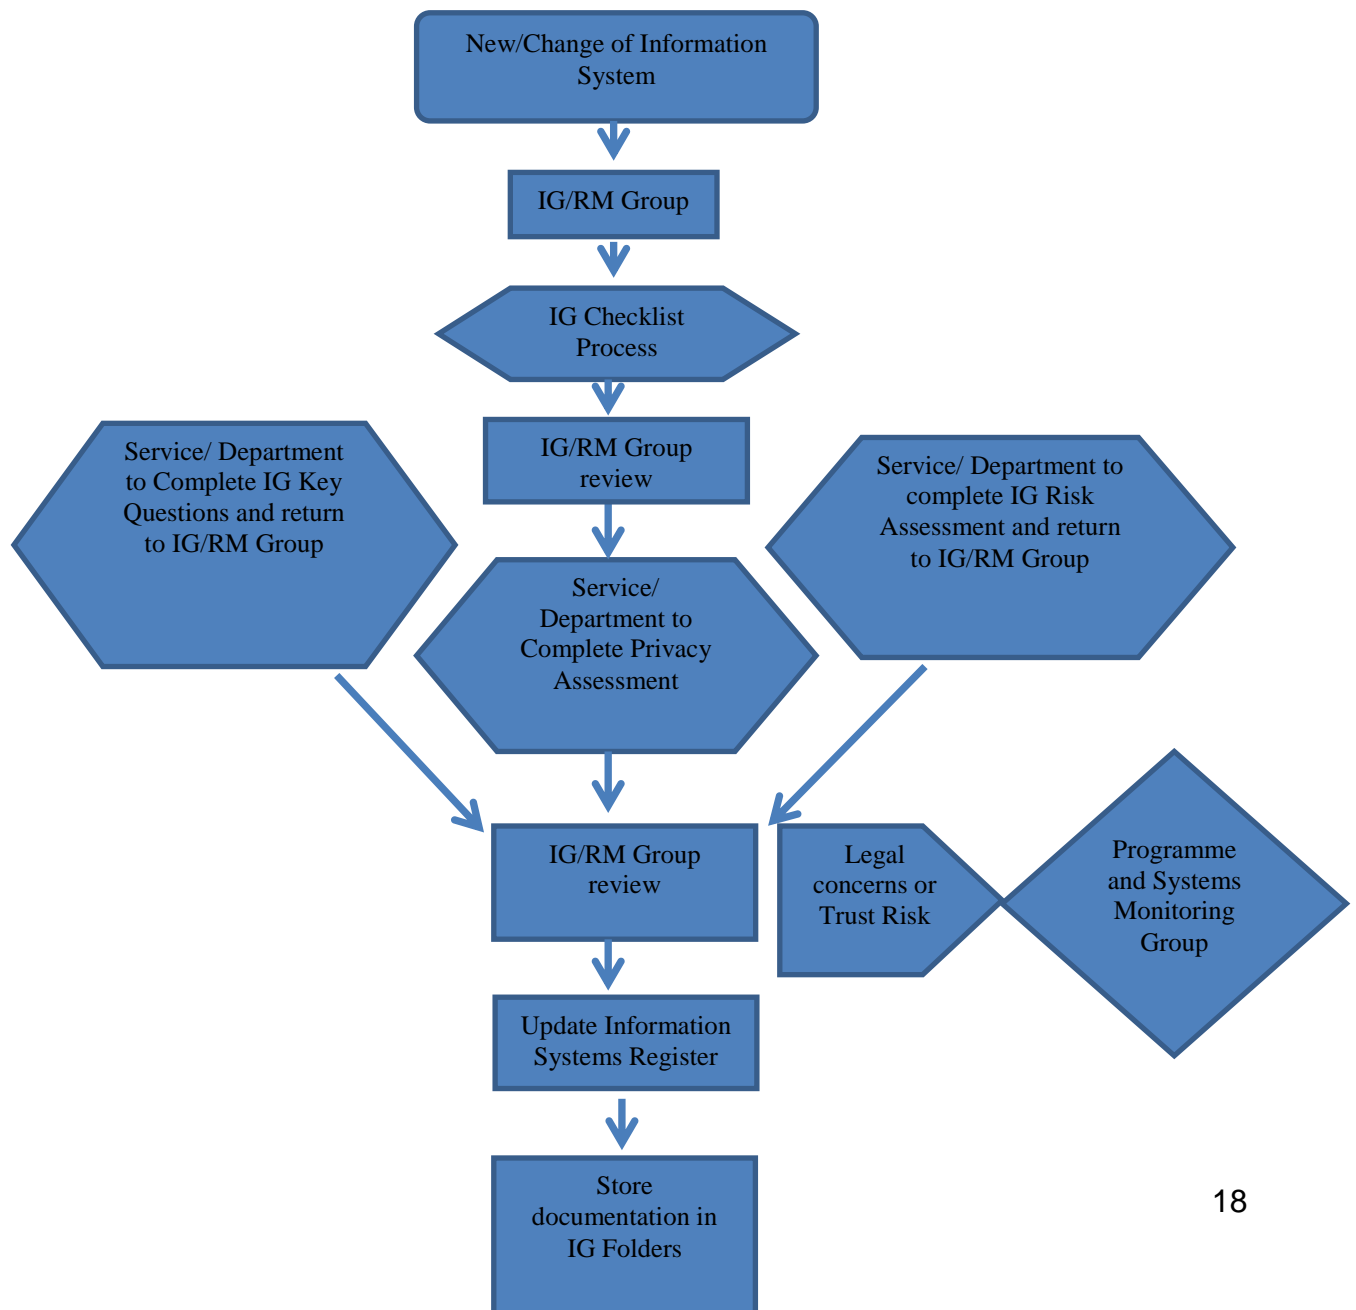 New/Change of Information
System
IG/RM Group
IG Checklist
Process
IG/RM Group
review
Service/ Department
to Complete IG Key
Questions and return
to IG/RM Group
Service/
Department to
Complete Privacy
Assessment
Service/ Department to
complete IG Risk
Assessment and return
to IG/RM Group
IG/RM Group
review
Legal
concerns or
Trust Risk
Programme
and Systems
Monitoring
Group
Update Information
Systems Register
Store
documentation in
IG Folders
18